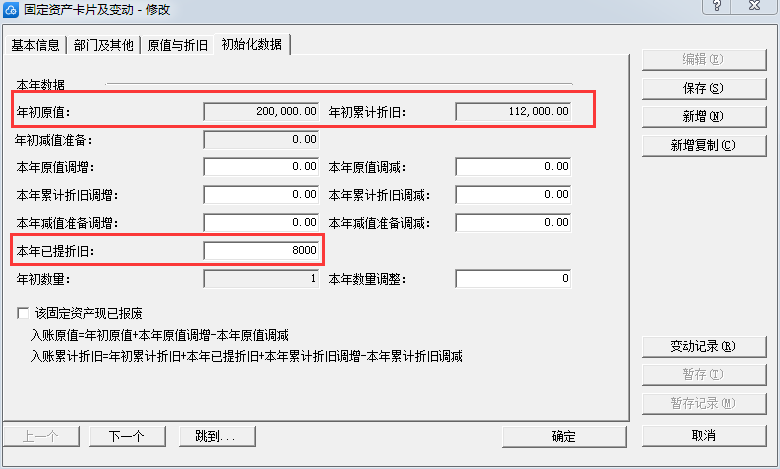 固定资产卡片及变动 - 修改
基本信息 部门及其他 原值与折旧 初始化数据
编辑(E)
本年数据
保存(S)
年初原值： 200,000.00 年初累计折旧： 112,000.00
新增(N)
年初减值准备： 0.00
新增复制(C)
本年原值调增： 0.00 本年原值调减： 0.00
本年累计折旧调增： 0.00 本年累计折旧调减： 0.00
本年减值准备调增： 0.00 本年减值准备调减： 0.00
本年已提折旧： 8000
年初数量： 1 本年数量调整： 0
该固定资产现已报废
入账原值=年初原值+本年原值调增-本年原值调减
入账累计折旧=年初累计折旧+本年已提折旧+本年累计折旧调增-本年累计折旧调减
变动记录(R)
暂存(T)
暂存记录(M)
上一个 下一个 跳到... 确定 取消